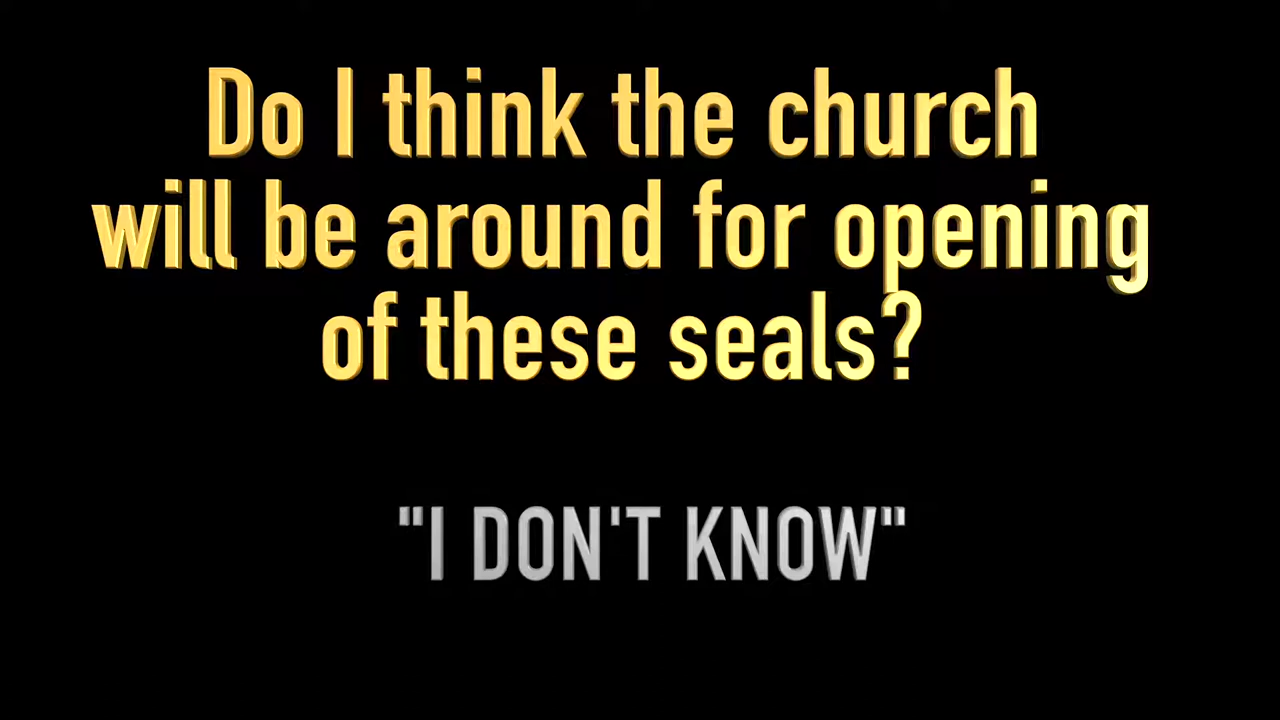 Do I think the church
will be around for opening
of these seals?
"I DON'T KNOW"